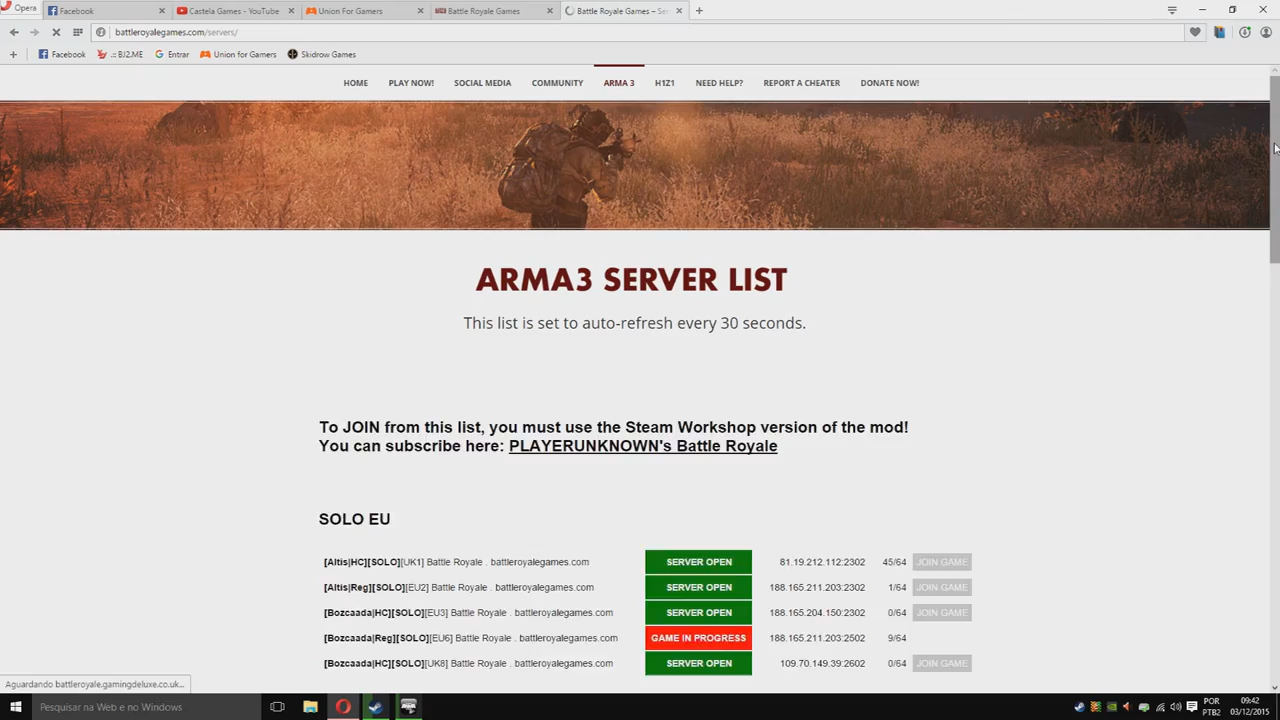 Opera
Facebook
Castela Games - YouTube
Union For Gamers
Battle Royale Games
Battle Royale Games – Se
battleroyalegames.com/servers/
Facebook
.:: BJ2.ME
Entrar
Union for Gamers
Skidrow Games
HOME
PLAY NOW!
SOCIAL MEDIA
COMMUNITY
ARMA 3
H1Z1
NEED HELP?
REPORT A CHEATER
DONATE NOW!
ARMA3 SERVER LIST
This list is set to auto-refresh every 30 seconds.
To JOIN from this list, you must use the Steam Workshop version of the mod!
You can subscribe here: PLAYERUNKNOWN's Battle Royale
SOLO EU
[Altis|HC][SOLO][UK1] Battle Royale . battleroyalegames.com SERVER OPEN 81.19.212.112:2302 45/64 JOIN GAME
[Altis|Reg][SOLO][EU2] Battle Royale . battleroyalegames.com SERVER OPEN 188.165.211.203:2302 1/64 JOIN GAME
[Bozcaada|HC][SOLO][EU3] Battle Royale . battleroyalegames.com SERVER OPEN 188.165.204.150:2302 0/64 JOIN GAME
[Bozcaada|Reg][SOLO][EU6] Battle Royale . battleroyalegames.com GAME IN PROGRESS 188.165.211.203:2502 9/64
[Bozcaada|HC][SOLO][UK8] Battle Royale . battleroyalegames.com SERVER OPEN 109.70.149.39:2602 0/64 JOIN GAME
Aguardando battleroyale.gamingdeluxe.co.uk...
Pesquisar na Web e no Windows
POR
PTB2
09:42
03/12/2015